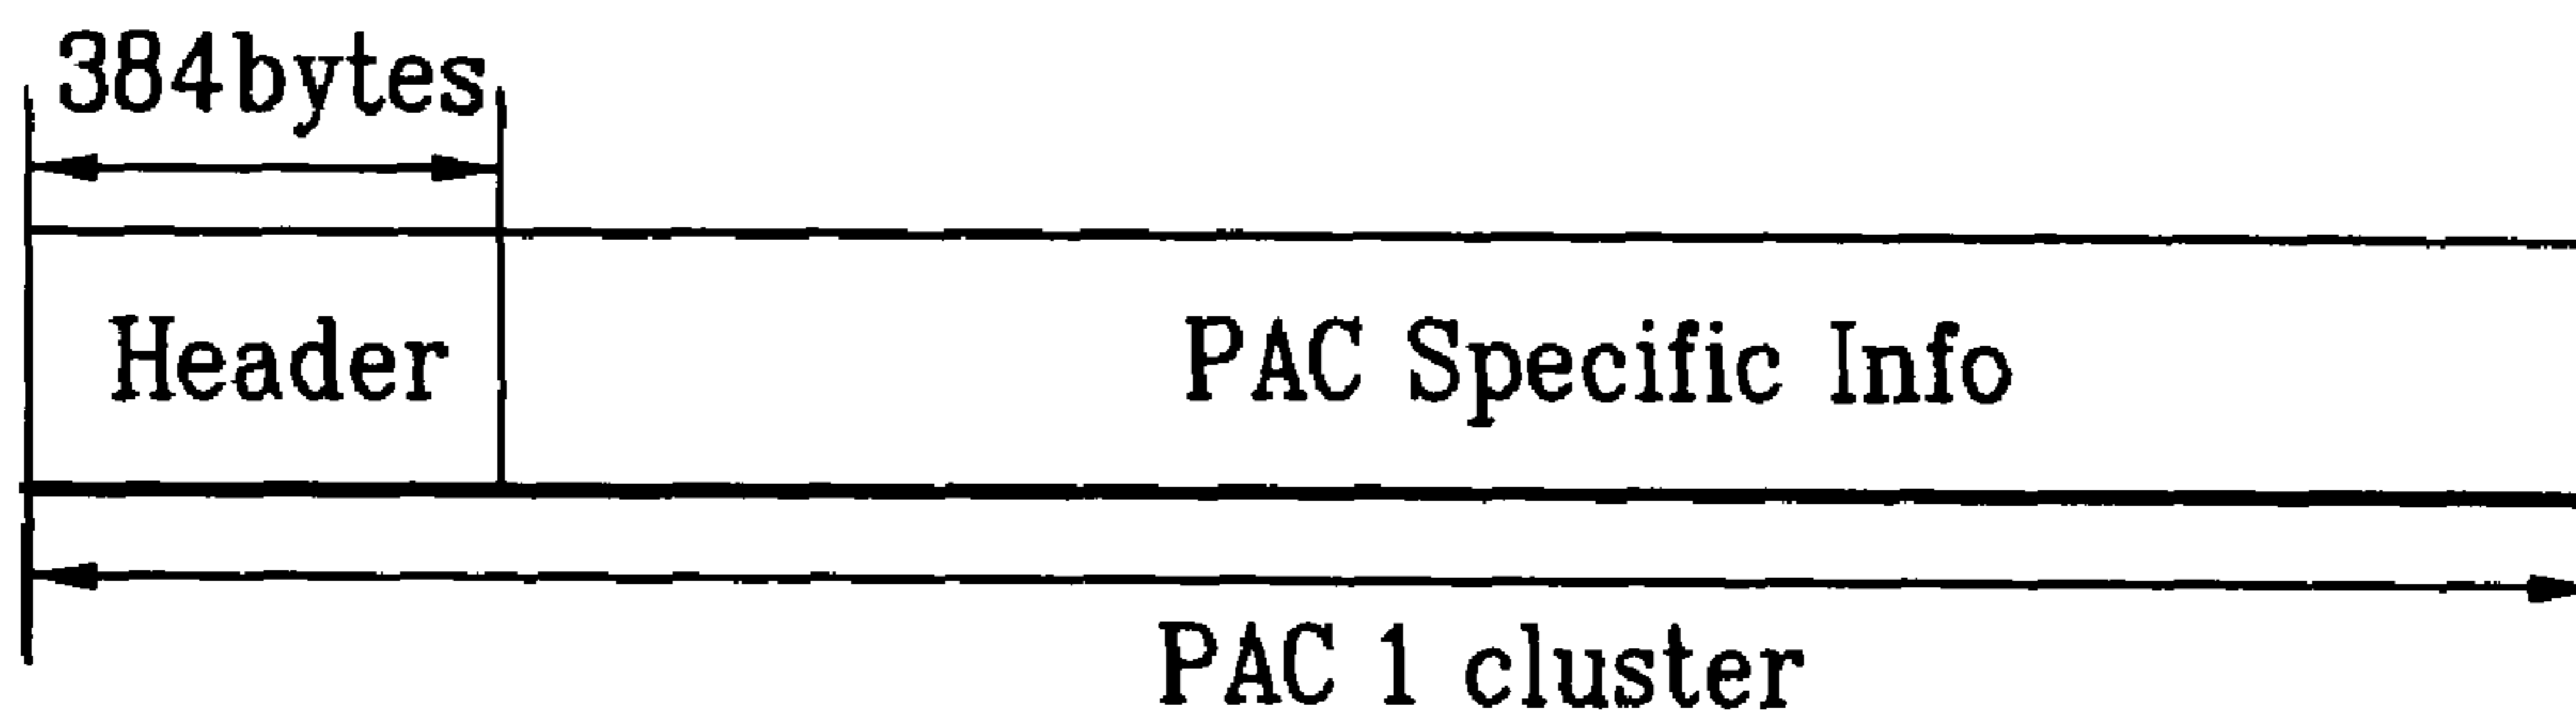 384bytes
Header
PAC Specific Info
PAC 1 cluster